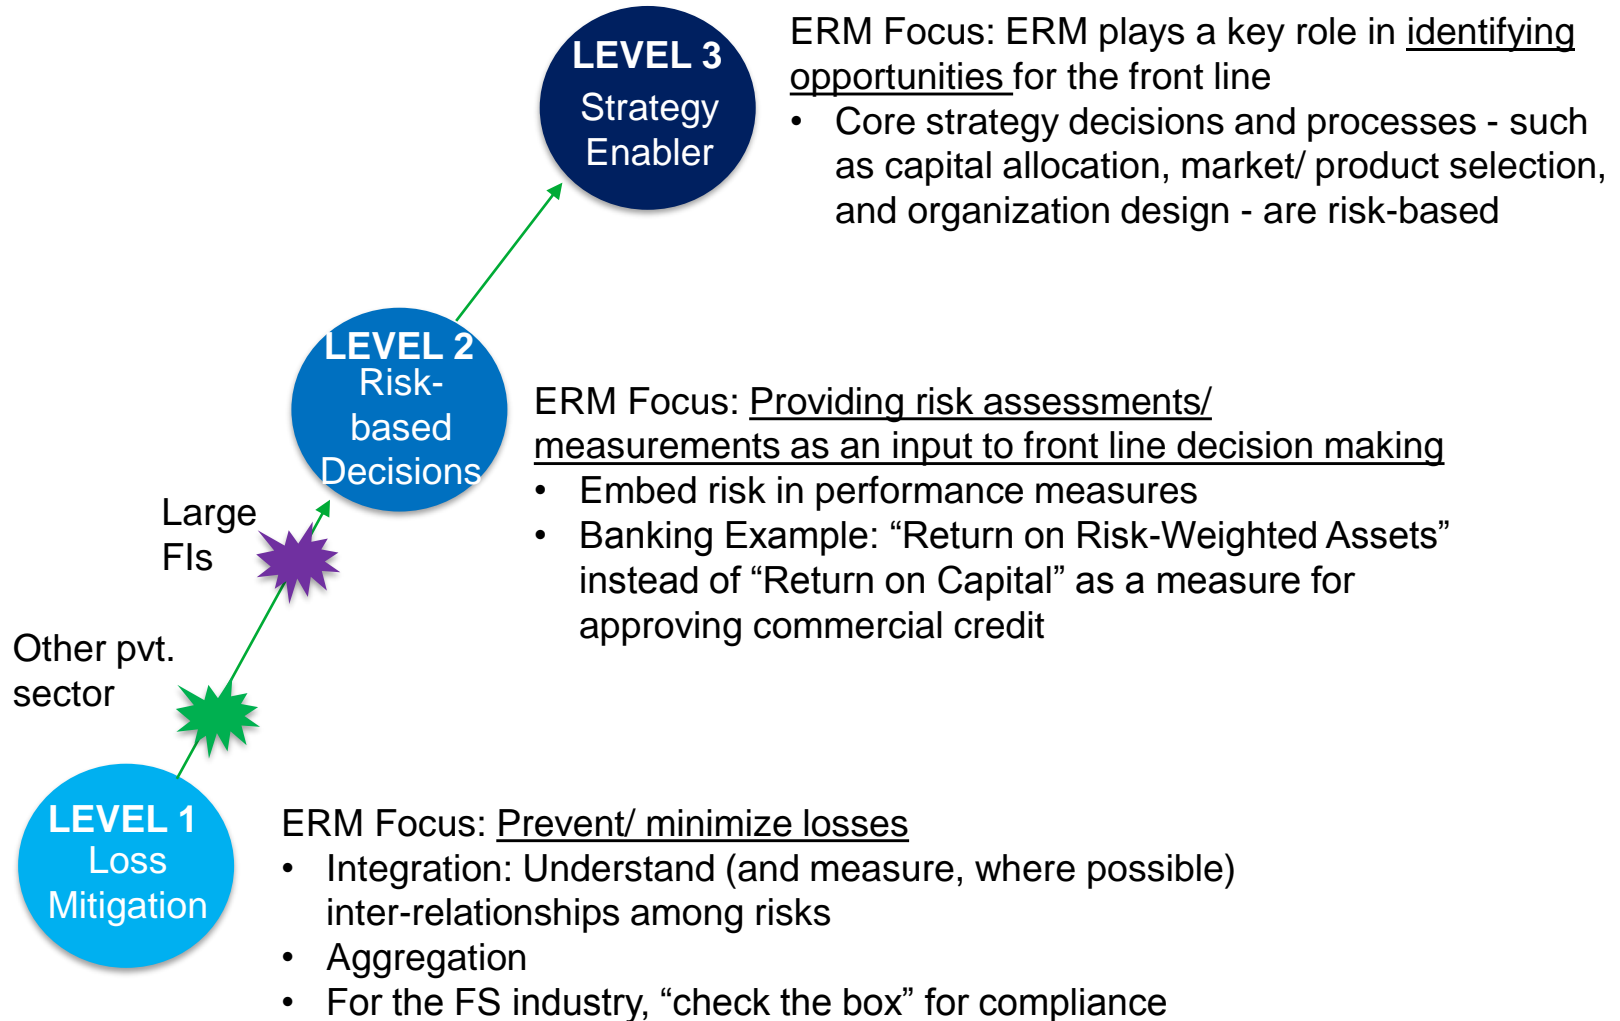 LEVEL 3
Strategy
Enabler
ERM Focus: ERM plays a key role in identifying
opportunities for the front line
• Core strategy decisions and processes - such
as capital allocation, market/ product selection,
and organization design - are risk-based
LEVEL 2
Risk-
based
Decisions
ERM Focus: Providing risk assessments/
measurements as an input to front line decision making
• Embed risk in performance measures
• Banking Example: “Return on Risk-Weighted Assets”
instead of “Return on Capital” as a measure for
approving commercial credit
Large
FIs
Other pvt.
sector
LEVEL 1
Loss
Mitigation
ERM Focus: Prevent/ minimize losses
• Integration: Understand (and measure, where possible)
inter-relationships among risks
• Aggregation
• For the FS industry, “check the box” for compliance